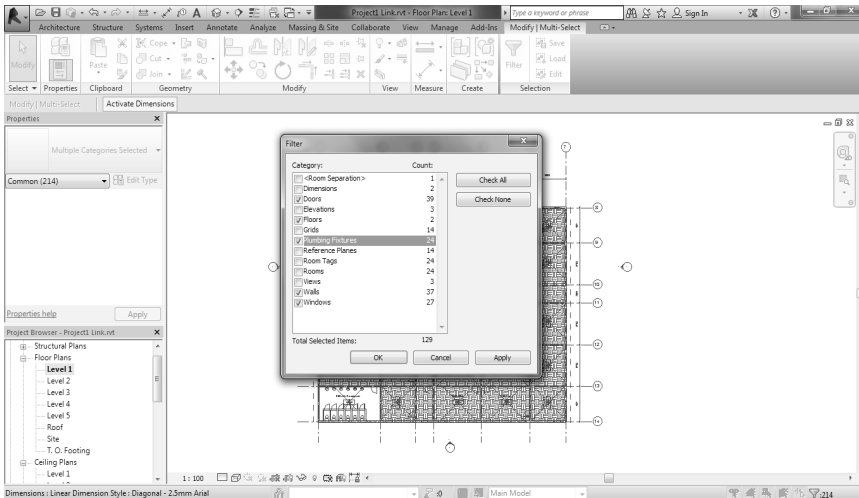 Project1 Link.rvt - Floor Plan: Level 1
Type a keyword or phrase
Sign In
Architecture Structure Systems Insert Annotate Analyze Massing & Site Collaborate View Manage Add-Ins Modify | Multi-Select
Modify
Properties
Paste
Cope
Cut
Join
Filter
Save
Load
Edit
Select Properties Clipboard Geometry Modify View Measure Create Selection
Modify | Multi-Select Activate Dimensions
Properties
Multiple Categories Selected
Common (214) Edit Type
Properties help Apply
Project Browser - Project1 Link.rvt
Structural Plans
Floor Plans
Level 1
Level 2
Level 3
Level 4
Level 5
Roof
Site
T. O. Footing
Ceiling Plans
Level 1
Filter
Category: Count:
<Room Separation> 1
Dimensions 2
Doors 39
Elevations 3
Floors 2
Grids 14
Plumbing Fixtures 24
Reference Planes 14
Room Tags 24
Rooms 24
Views 3
Walls 37
Windows 27
Check All
Check None
Total Selected Items: 129
OK Cancel Apply
7
8
9
10
11
12
13
14
1 : 100
Dimensions : Linear Dimension Style : Diagonal - 2.5mm Arial
:0
Main Model
:214